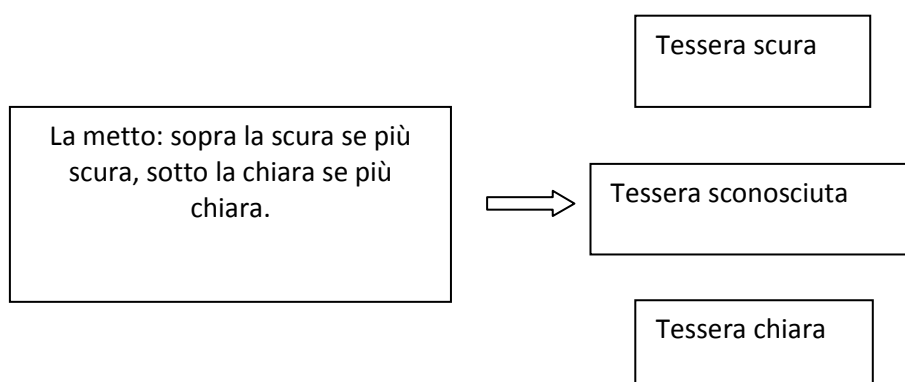 Tessera scura
La metto: sopra la scura se più
scura, sotto la chiara se più
chiara.
Tessera sconosciuta
Tessera chiara